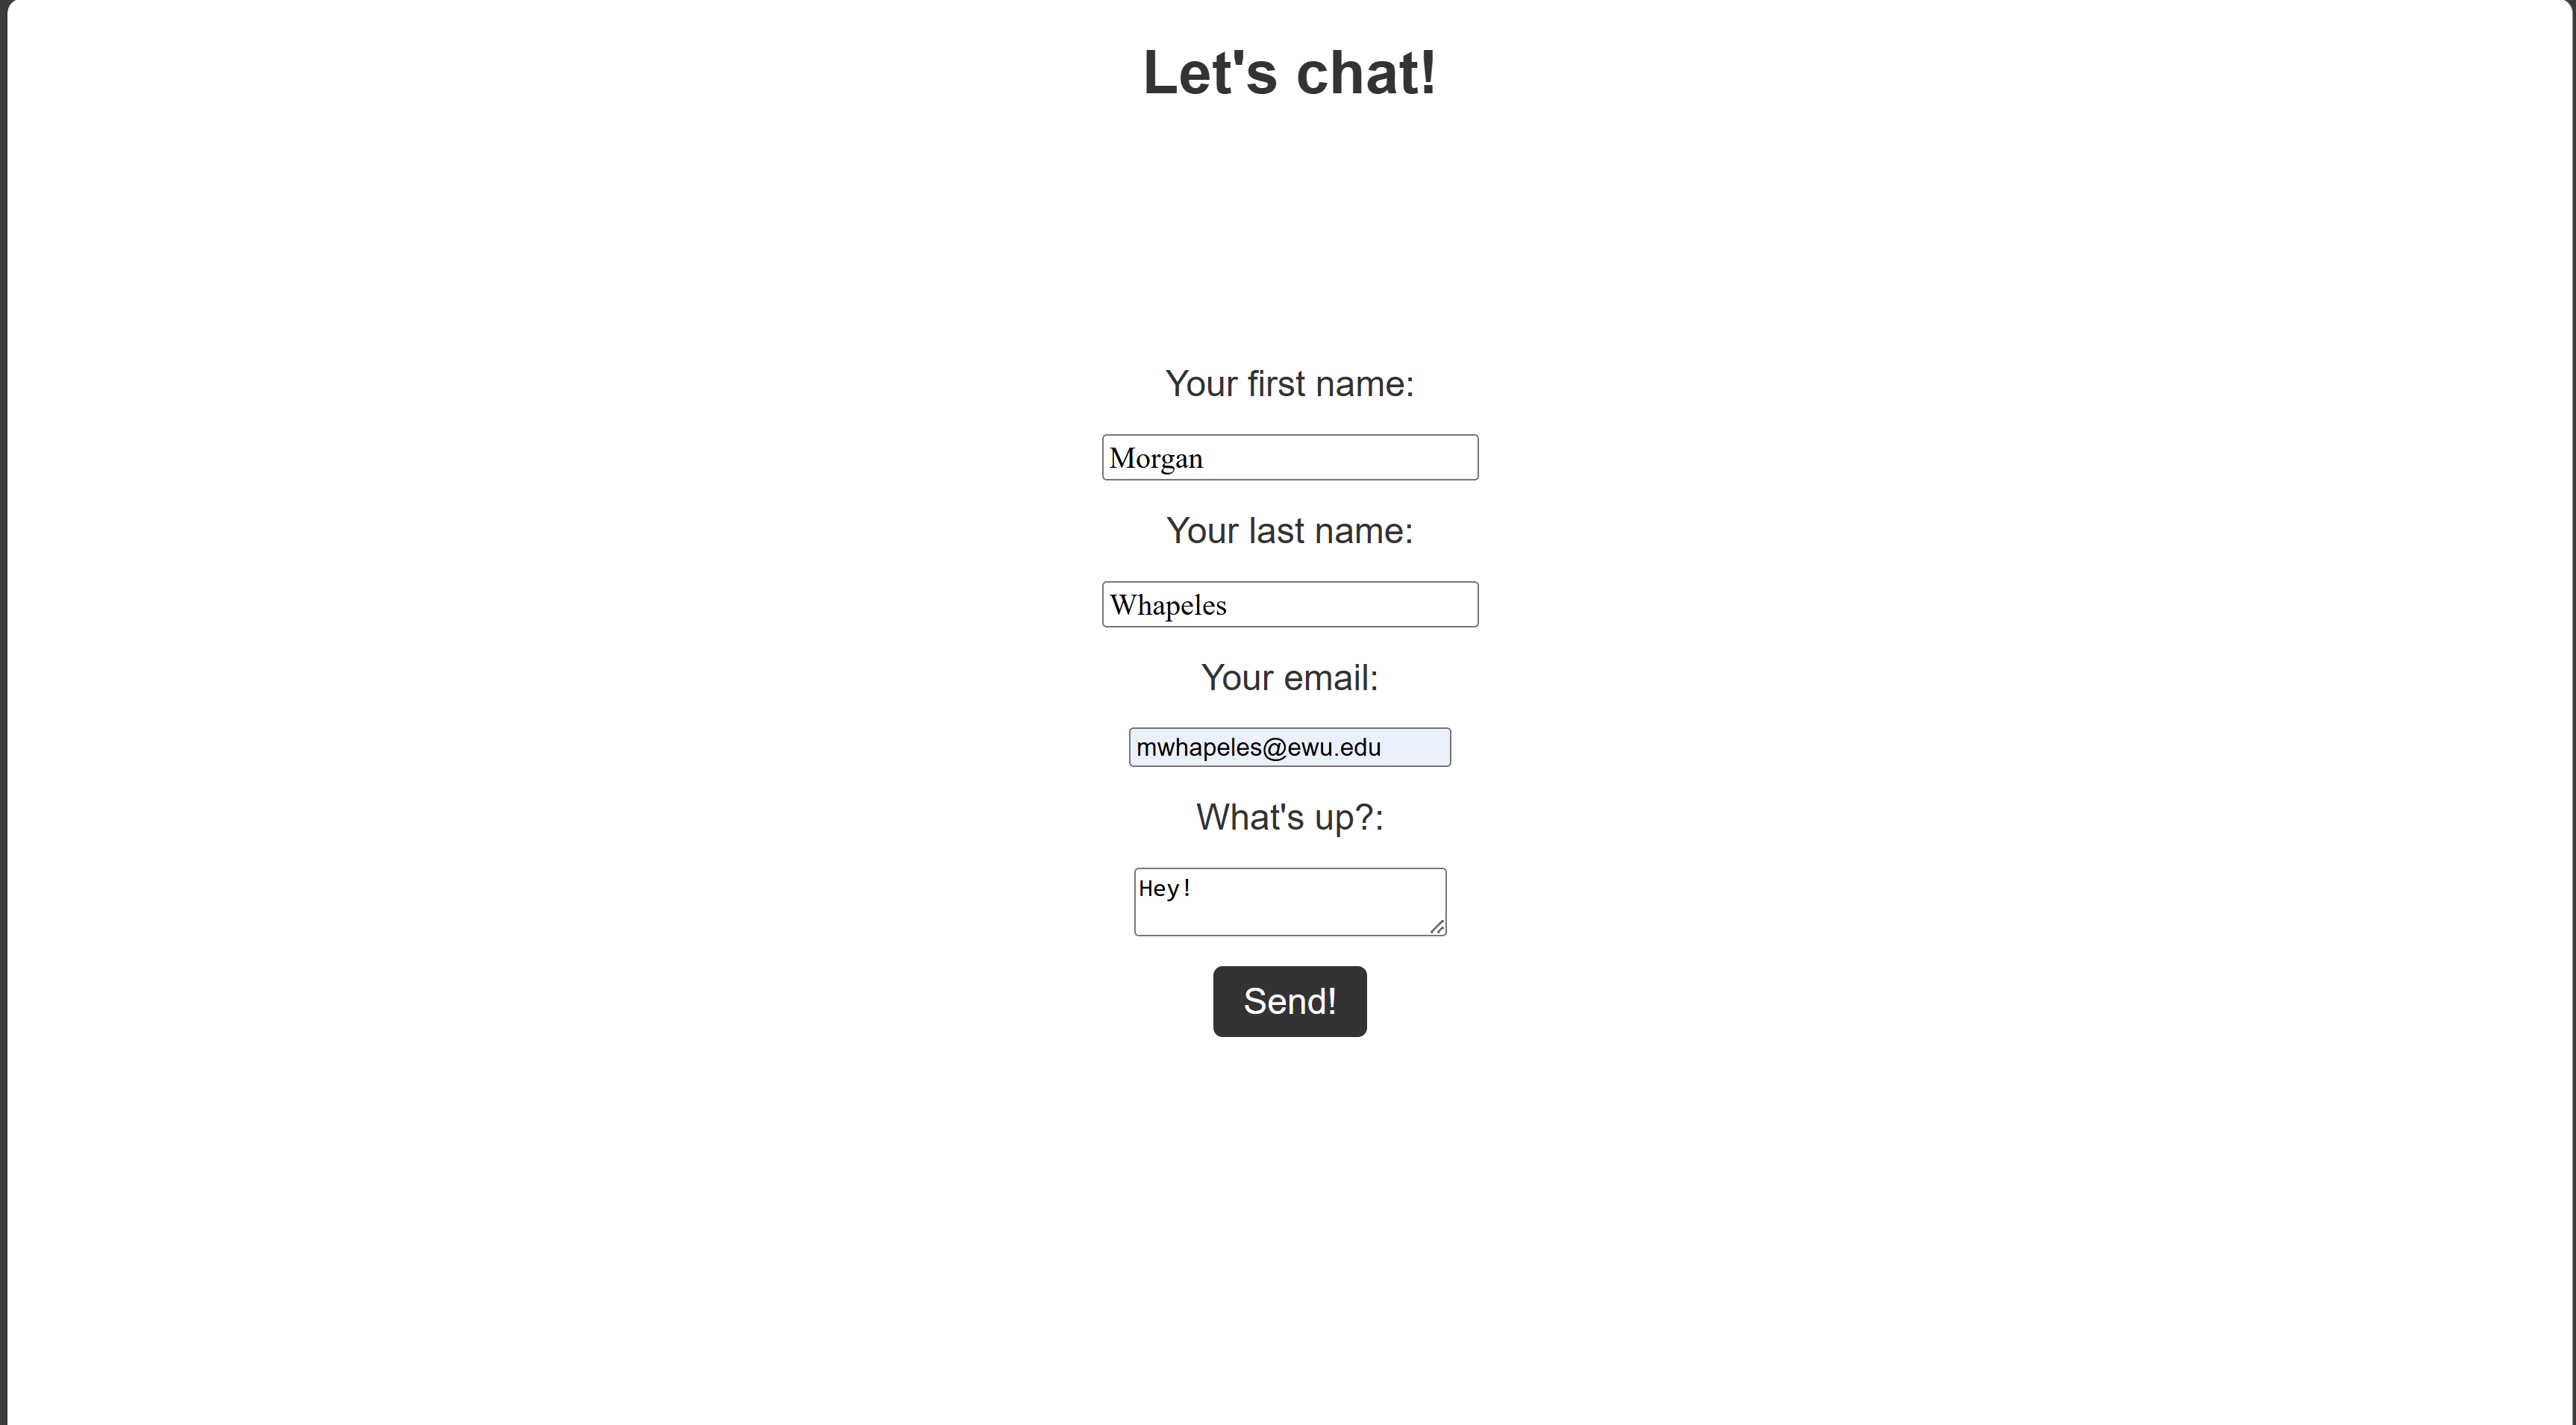 Let's chat!
Your first name:
Morgan
Your last name:
Whapeles
Your email:
mwhapeles@ewu.edu
What's up?:
Hey!
Send!